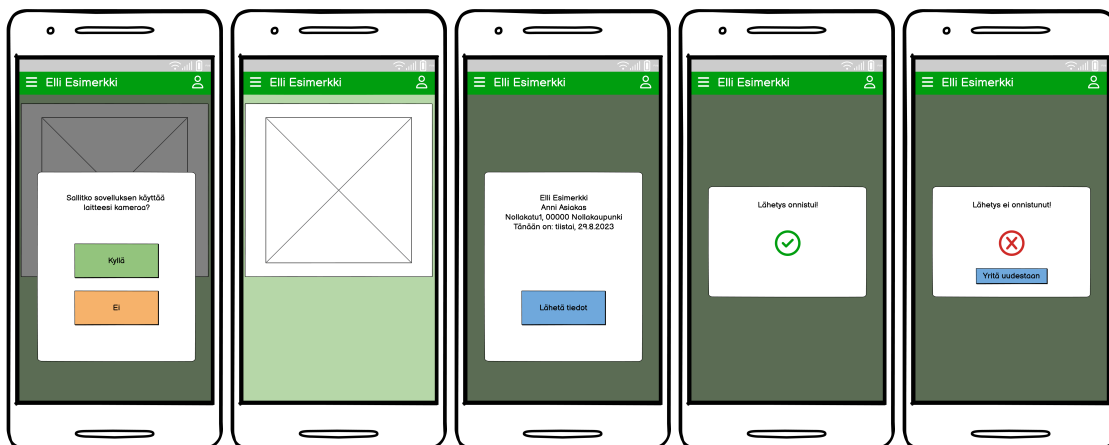 Elli Esimerkki
Sallitko sovelluksen käyttää
laitteesi kameraa?
Kyllä
Ei
Elli Esimerkki
Elli Esimerkki
Elli Esimerkki
Anni Asiakas
Nollakatu1, 00000 Nollakaupunki
Tänään on: tiistai, 29.8.2023
Lähetä tiedot
Elli Esimerkki
Lähetys onnistui!
Elli Esimerkki
Lähetys ei onnistunut!
Yritä uudestaan